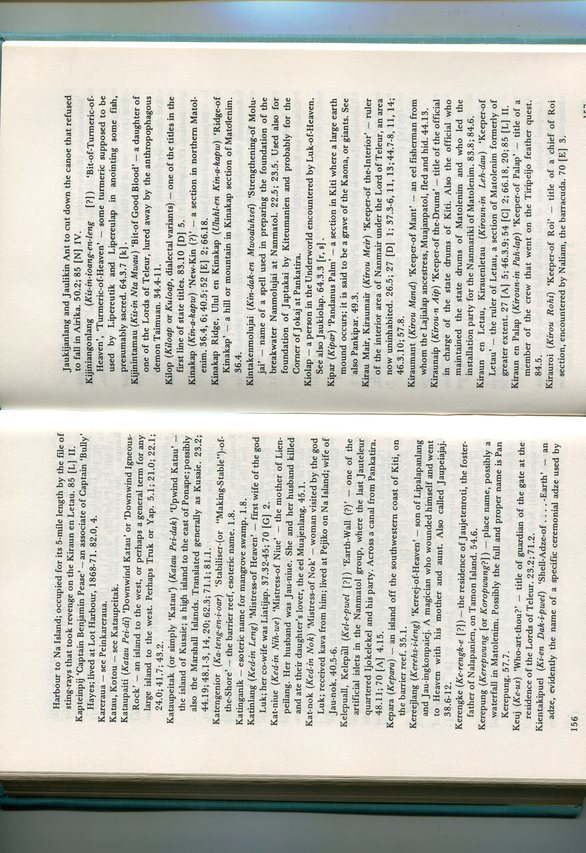 Harbour to Na Island; occupied for its 5-mile length by the file of
sting-rays that took revenge on the Kiraun en Letau. 85 [L] II.
Kapteinpij 'Captain Benjamin Pease' – an associate of Captain 'Bully'
Hayes; lived at Lot Harbour, 1868-71. 82.0, 4.
Kareraua – see Peinkareraua.
Katau, Kotou – see Kataupeitak.
Kataupaiti (Katau Pei-di) 'Downwind Katau' or 'Downwind Igneous-
Rock' – an island to the west, or perhaps a general term for any
large island to the west. Perhaps Truk or Yap. 5.1; 21.0; 22.1;
24.0; 41.7; 43.2.
Kataupeitak (or simply 'Katau') (Katau Pei-dak) 'Upwind Katau' –
the island of Kusaie; a high island to the east of Ponape; possibly
also the Marshall Islands. Translated generally as Kusaie. 23.2;
44.19; 48.1-3, 14, 20; 62.3; 71.1; 81.1.
Katengenior (Ka-teng-en-i-oar) 'Stabiliser-(or "Making-Stable")-of-
the-Shore' – the barrier reef, esoteric name. 1.8.
Katinganik – esoteric name for mangrove swamp. 1.8.
Katinlang (Ked-in Leng) 'Mistress-of Heaven' – first wife of the god
Luk; her co-wife was Liatijap. 37.32-45; 70 [G] 2.
Kat-niue (Ked-in Nih-we) 'Mistress-of Niue' – the mother of Lien-
peilang. Her husband was Jau-niue. She and her husband killed
and ate their daughter's lover, the eel Muajenlang. 45.1.
Kat-nok (Ked-in Nok) 'Mistress-of Nok' – woman visited by the god
Luk; received kava from him; lived at Pejiko on Na Island; wife of
Jau-nok. 40.5-6.
Kelepuall, Kelepāll (Kel-e-pwel [?]) 'Earth-Wall (?)' – one of the
artificial islets in the Nanmatol group, where the last Jauteleur
quartered Ijokelekel and his party. Across a canal from Pankatira.
48.11; 70 [A] 4.15.
Kepara (Kepara) – an island off the southwestern coast of Kiti, on
the barrier reef. 35.1.
Kereejlang (Kerehs-i-leng) 'Kereej-of-Heaven' – son of Lipalapanlang
and Jau-ingkonpaiej. A magician who wounded himself and went
to Heaven with his mother and aunt. Also called Jaupeiajaj.
38.6-12.
Kerengke (Ke-rengk-e [?]) – the residence of Jaujetenroti, the foster-
father of Nalapanien, on Tamon Island. 54.6.
Kerepung (Kerepwung [or Koropwung?]) – place name, possibly a
waterfall in Matolenim. Possibly the full and proper name is Pan
Kerepung. 57.7.
Keuj (Ke-us) 'Who-art-thou?' – title of guardian of the gate at the
residence of the Lords of Teleur. 23.2; 71.2.
Kientakipuel (Ki-en Dak-i-pwel) 'Shell-Adze-of . . . . -Earth' – an
adze, evidently the name of a specific ceremonial adze used by
156
Jaukijanlang and Jaulikin Ant to cut down the canoe that refused
to fall in Airika. 50.2; 85 [N] IV.
Kijiniangonlang (Kis-in-ioang-en-leng [?]) 'Bit-of-Turmeric-of-
Heaven', 'Turmeric-of-Heaven' – some turmeric supposed to be
used by Lipereutik and Lipereulap in anointing some fish,
presumably sacred. 64.3.7 [k].
Kijinintamau (Kis-in Nta Mwau) 'Bit-of Good Blood' – a daughter of
one of the Lords of Teleur, lured away by the anthropophagous
demon Taimuan. 34.4-11.
Kilop (Kiloap or Kuloap, dialectal variants) – one of the titles in the
first line of state titles. 83.10 [D] 5.
Kinakap (Kin-a-kapw) 'New-Kin (?)' – a section in northern Matol-
enim. 36.4, 6; 40.5; 52 [E] 2; 66.18.
Kinakap Ridge, Ulul en Kinakap (Uluhl-en Kin-a-kapw) 'Ridge-of
Kinakap' – a hill or mountain in Kinakap section of Matolenim.
36.4.
Kintakenmolujai (Kin-dak-en Mwoaluhsei) 'Strengthening-of Molu-
jai' – name of a spell used in preparing the foundation of the
breakwater Nanmolujai at Nanmatol. 22.5; 23.5. Used also for
foundation of Japtakai by Kiteumanien and probably for the
Corner of Jokaj at Pankatira.
Kiolap – a person in the Underworld encountered by Luk-of-Heaven.
See also Jaukiolap. 64.3.3 [r, s].
Kipar (Kipar) 'Pandanus Palm' – a section in Kiti where a large earth
mound occurs; it is said to be a grave of the Kaona, or giants. See
also Pankipar. 49.3.
Kirau Mair, Kiraumair (Kirou Meir) 'Keeper-of the-Interior' – ruler
of the interior area of Nanmair under the Lord of Teleur, an area
now uninhabited. 26.5; 27 [D] 1; 37.3-6, 11, 13; 44.7-8, 11, 14;
46.3.10; 57.8.
Kiraumant (Kirou Mand) 'Keeper-of Mant' – an eel fisherman from
whom the Lajialap ancestress, Muajanpatol, fled and hid. 44.13.
Kiraunaip (Kirou-n Aip) 'Keeper-of the-Drums' – title of the official
in charge of the state drums of Kiti. Also the official who
maintained the state drums of Matolenim and who led the
installation party for the Nanmariki of Matolenim. 83.8; 84.6.
Kiraun en Letau, Kirauenletau (Kiroun-in Leh-dau) 'Keeper-of
Letau' – the ruler of Letau, a section of Matolenim formerly of
greater extent. 27 [A] 5; 46.3.9; 54 [C] 2; 66.18, 20; 85 [L] II.
Kiraun en Palap (Kiroun-in Pah-lap) 'Keeper-of Palap' – title of a
member of the crew that went on the Tiripeijo feather quest.
84.5.
Kirauroi (Kirou Rohi) 'Keeper-of Roi' – title of a chief of Roi
section, encountered by Naliam, the barracuda. 70 [E] 3.